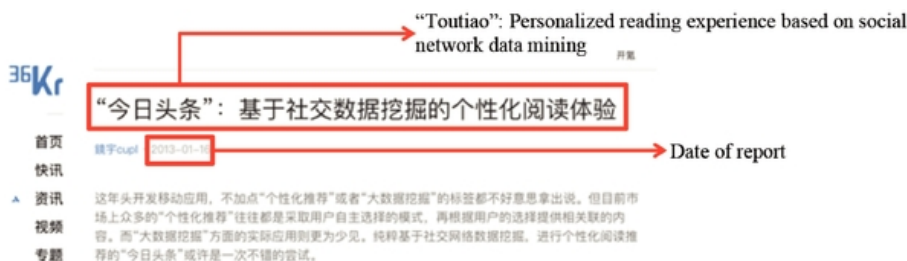 “Toutiao”: Personalized reading experience based on social
network data mining
开氪
36Kr
“今日头条”：基于社交数据挖掘的个性化阅读体验
首页
cupl · 2013-01-16
Date of report
快讯
这年头开发移动应用，不加点“个性化推荐”或者“大数据挖掘”的标签都不好意思拿出说。但目前市
资讯
场上众多的“个性化推荐”往往都是采取用户自主选择的模式，再根据用户的选择提供相关联的内
视频
容。而“大数据挖掘”方面的实际应用则更为少见。纯粹基于社交网络数据挖掘，进行个性化阅读推
专题
荐的“今日头条”或许是一次不错的尝试。